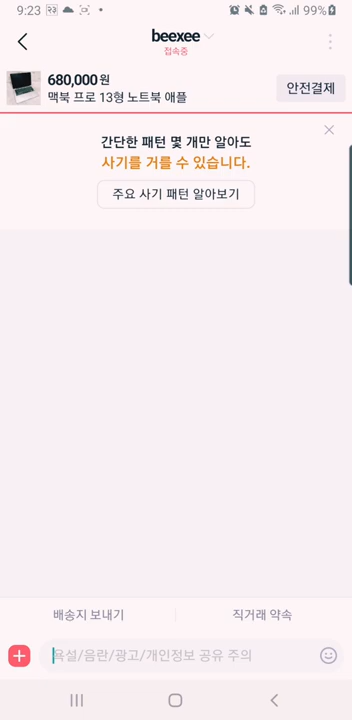 9:23
99%
beexee
접속중
680,000원
맥북 프로 13형 노트북 애플
안전결제
간단한 패턴 몇 개만 알아도
사기를 거를 수 있습니다.
주요 사기 패턴 알아보기
배송지 보내기
직거래 약속
욕설/음란/광고/개인정보 공유 주의